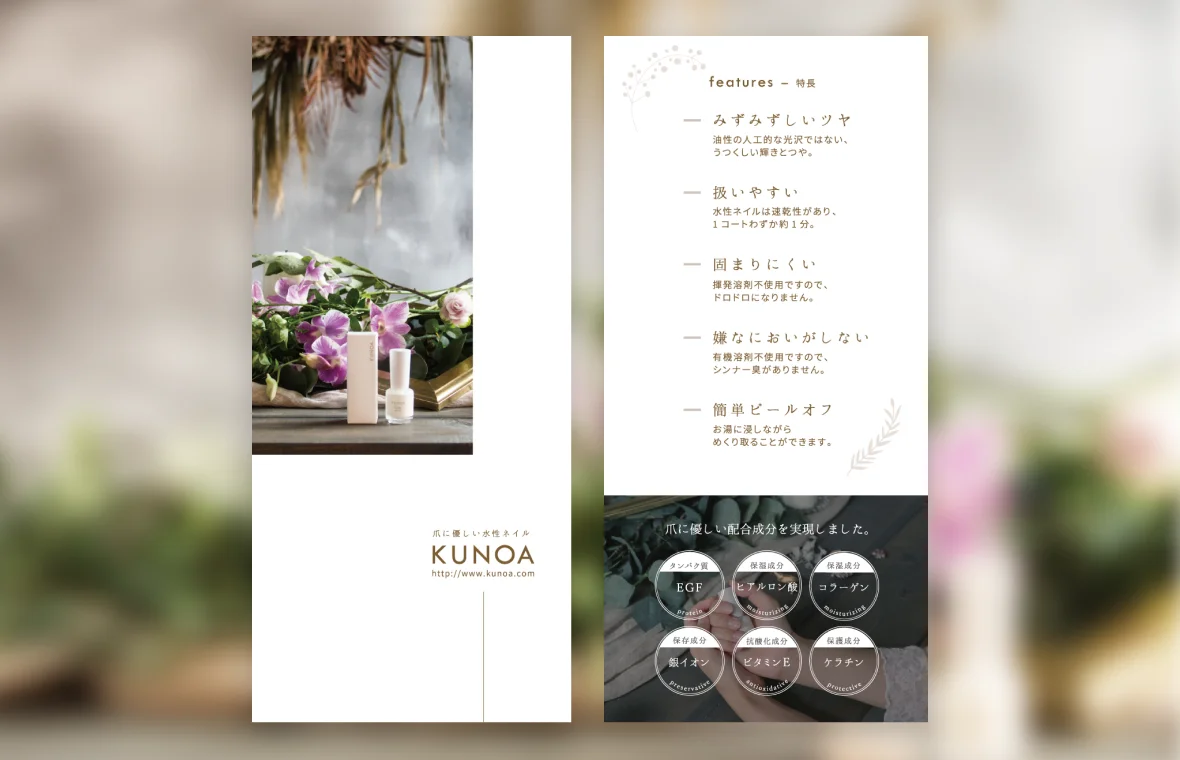 爪に優しい水性ネイル
KUNOA
http://www.kunoa.com
features – 特長
みずみずしいツヤ
油性の人工的な光沢ではない、
うつくしい輝きとつや。
扱いやすい
水性ネイルは速乾性があり、
1コートわずか約1分。
固まりにくい
揮発溶剤不使用ですので、
ドロドロになりません。
嫌なにおいがしない
有機溶剤不使用ですので、
シンナー臭がありません。
簡単ピールオフ
お湯に浸しながら
めくり取ることができます。
爪に優しい配合成分を実現しました。
タンパク質
EGF
protein
保湿成分
ヒアルロン酸
moisturizing
保湿成分
コラーゲン
moisturizing
保存成分
銀イオン
preservative
抗酸化成分
ビタミンE
antioxidative
保護成分
ケラチン
protective